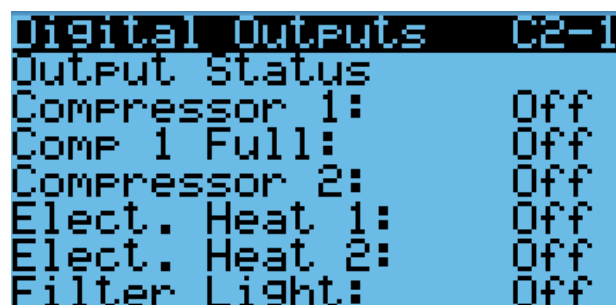 Digital Outputs C2-1
Output Status
Compressor 1: Off
Comp 1 Full: Off
Compressor 2: Off
Elect. Heat 1: Off
Elect. Heat 2: Off
Filter Light: Off